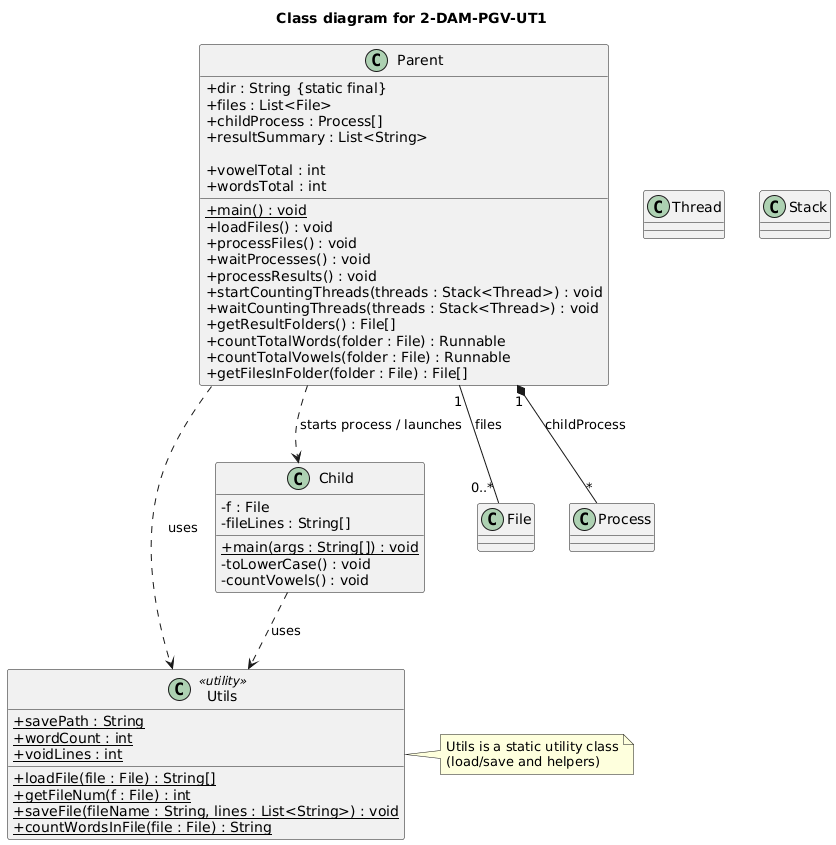 Class diagram for 2-DAM-PGV-UT1
C Parent
+dir : String {static final}
+files : List<File>
+childProcess : Process[]
+resultSummary : List<String>
+vowelTotal : int
+wordsTotal : int
+main() : void
+loadFiles() : void
+processFiles() : void
+waitProcesses() : void
+processResults() : void
+startCountingThreads(threads : Stack<Thread>) : void
+waitCountingThreads(threads : Stack<Thread>) : void
+getResultFolders() : File[]
+countTotalWords(folder : File) : Runnable
+countTotalVowels(folder : File) : Runnable
+getFilesInFolder(folder : File) : File[]
C Thread
C Stack
1
1
starts process / launches
files
childProcess
0..*
*
C Child
-f : File
-fileLines : String[]
+main(args : String[]) : void
-toLowerCase() : void
-countVowels() : void
C File
C Process
uses
uses
C «utility»
Utils
+savePath : String
+wordCount : int
+voidLines : int
+loadFile(file : File) : String[]
+getFileNum(f : File) : int
+saveFile(fileName : String, lines : List<String>) : void
+countWordsInFile(file : File) : String
Utils is a static utility class
(load/save and helpers)